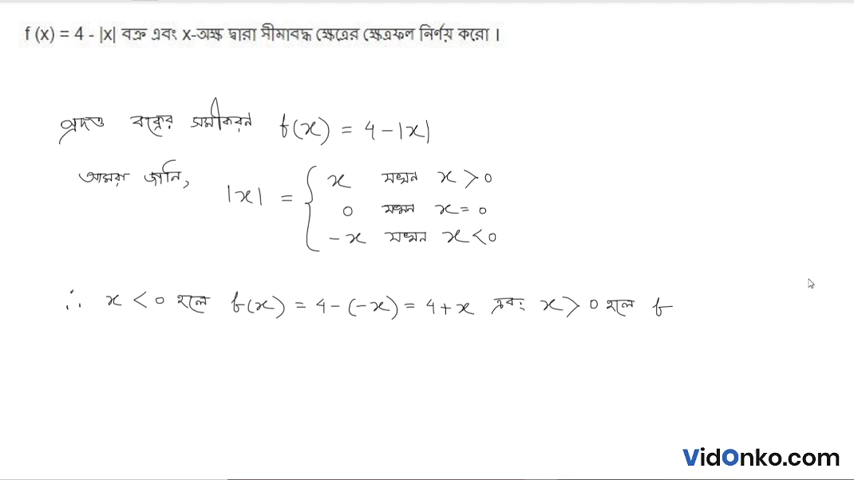 f (x) = 4 - |x| বক্র এবং x-অক্ষ দ্বারা সীমাবদ্ধ ক্ষেত্রের ক্ষেত্রফল নির্ণয় করো ।
প্রদত্ত বক্রের সমীকরণ f(x) = 4 - |x|
আমরা জানি,
|x| = { x যখন x > 0
0 যখন x = 0
-x যখন x < 0
∴ x < 0 হলে f(x) = 4 - (-x) = 4 + x এবং x > 0 হলে f
VidOnko.com